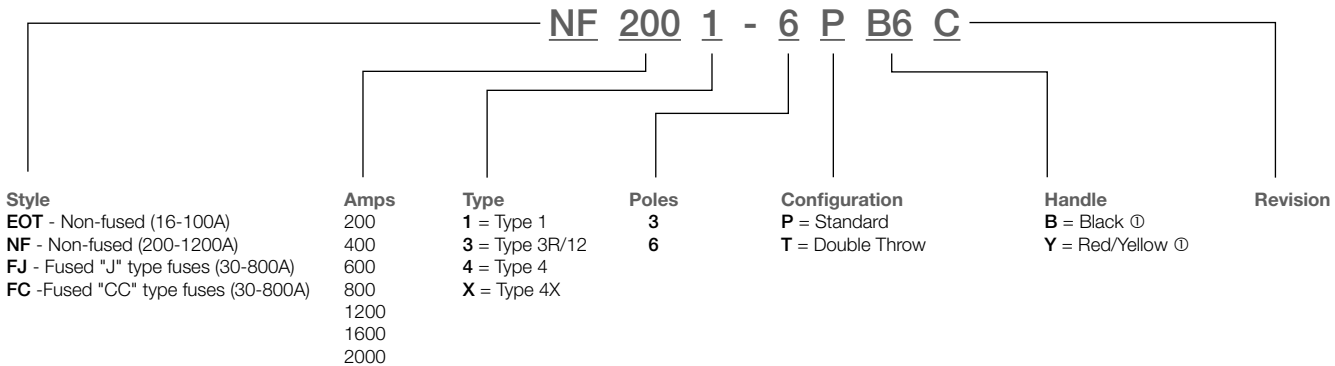 NF 200 1 - 6 P B6 C
Style
EOT - Non-fused (16-100A)
NF - Non-fused (200-1200A)
FJ - Fused "J" type fuses (30-800A)
FC -Fused "CC" type fuses (30-800A)
Amps
200
400
600
800
1200
1600
2000
Type
1 = Type 1
3 = Type 3R/12
4 = Type 4
X = Type 4X
Poles
3
6
Configuration
P = Standard
T = Double Throw
Handle
B = Black ①
Y = Red/Yellow ①
Revision